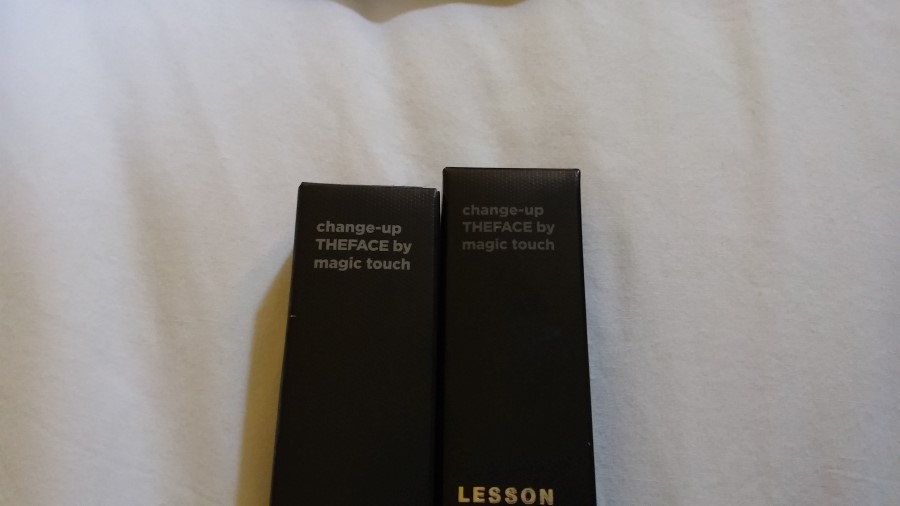 change-up
THEFACE by
magic touch
change-up
THEFACE by
magic touch
LESSON